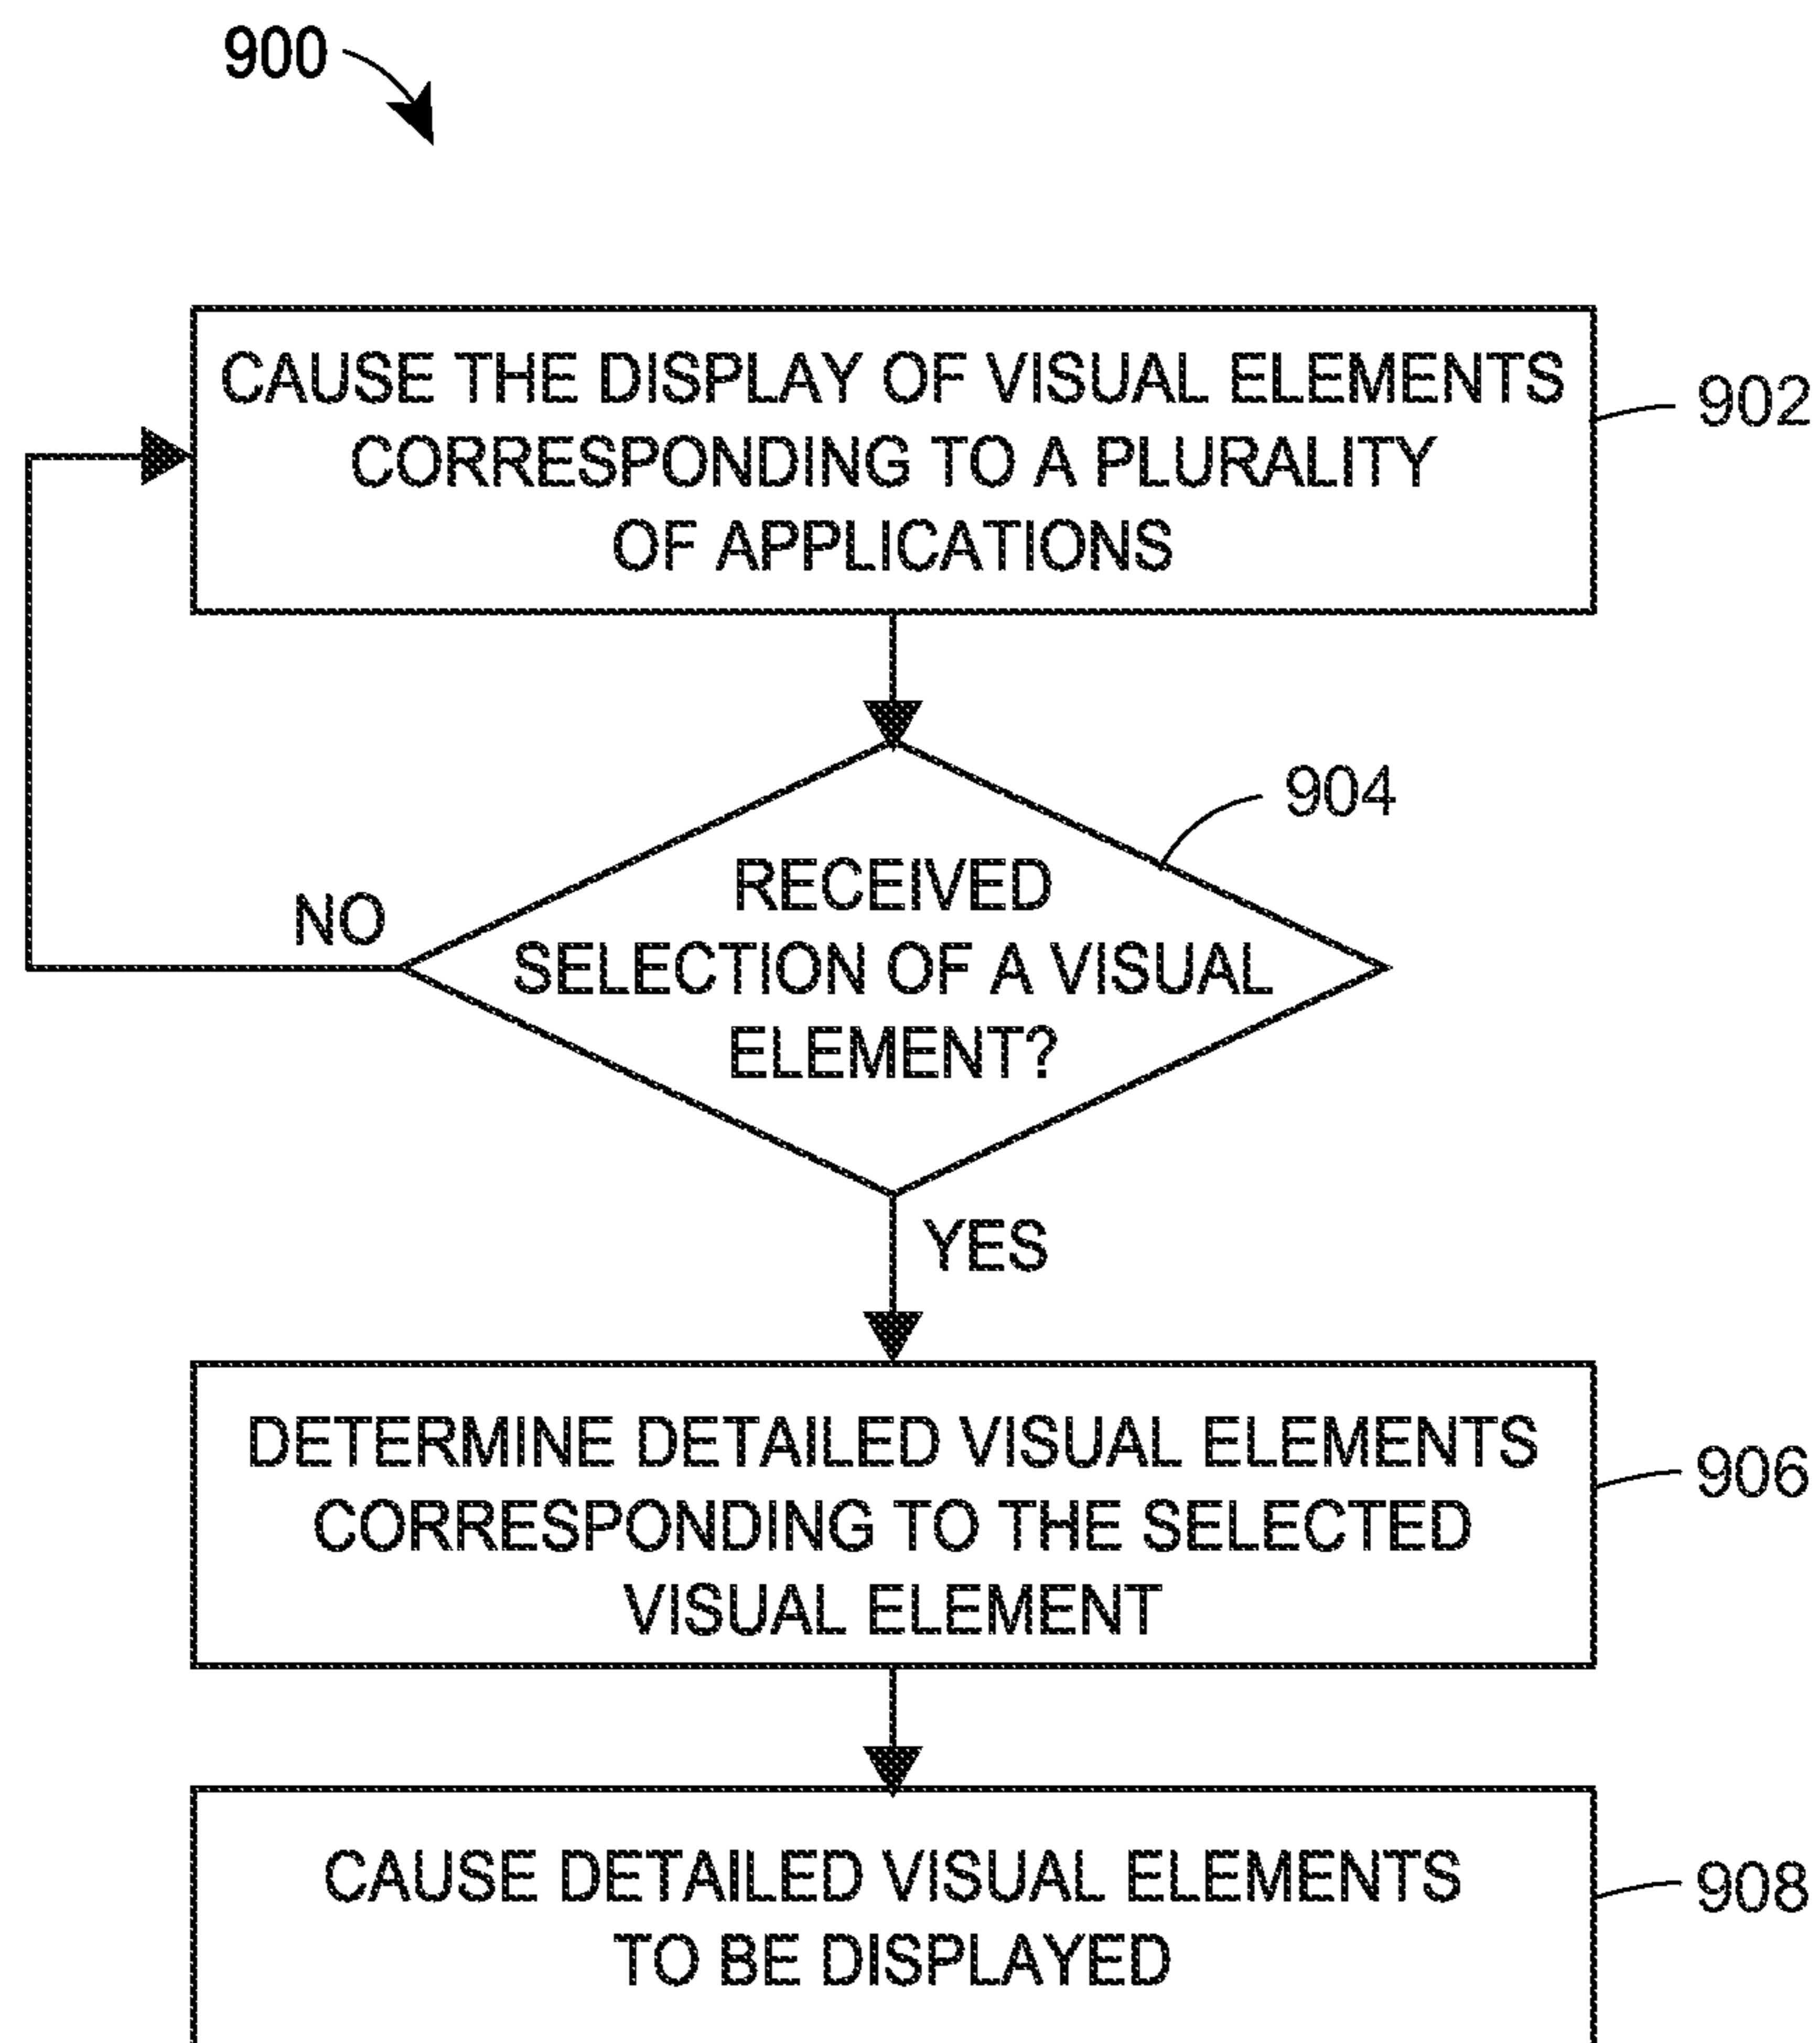 900
CAUSE THE DISPLAY OF VISUAL ELEMENTS
CORRESPONDING TO A PLURALITY
OF APPLICATIONS
902
904
RECEIVED
SELECTION OF A VISUAL
ELEMENT?
NO
YES
DETERMINE DETAILED VISUAL ELEMENTS
CORRESPONDING TO THE SELECTED
VISUAL ELEMENT
906
CAUSE DETAILED VISUAL ELEMENTS
TO BE DISPLAYED
908